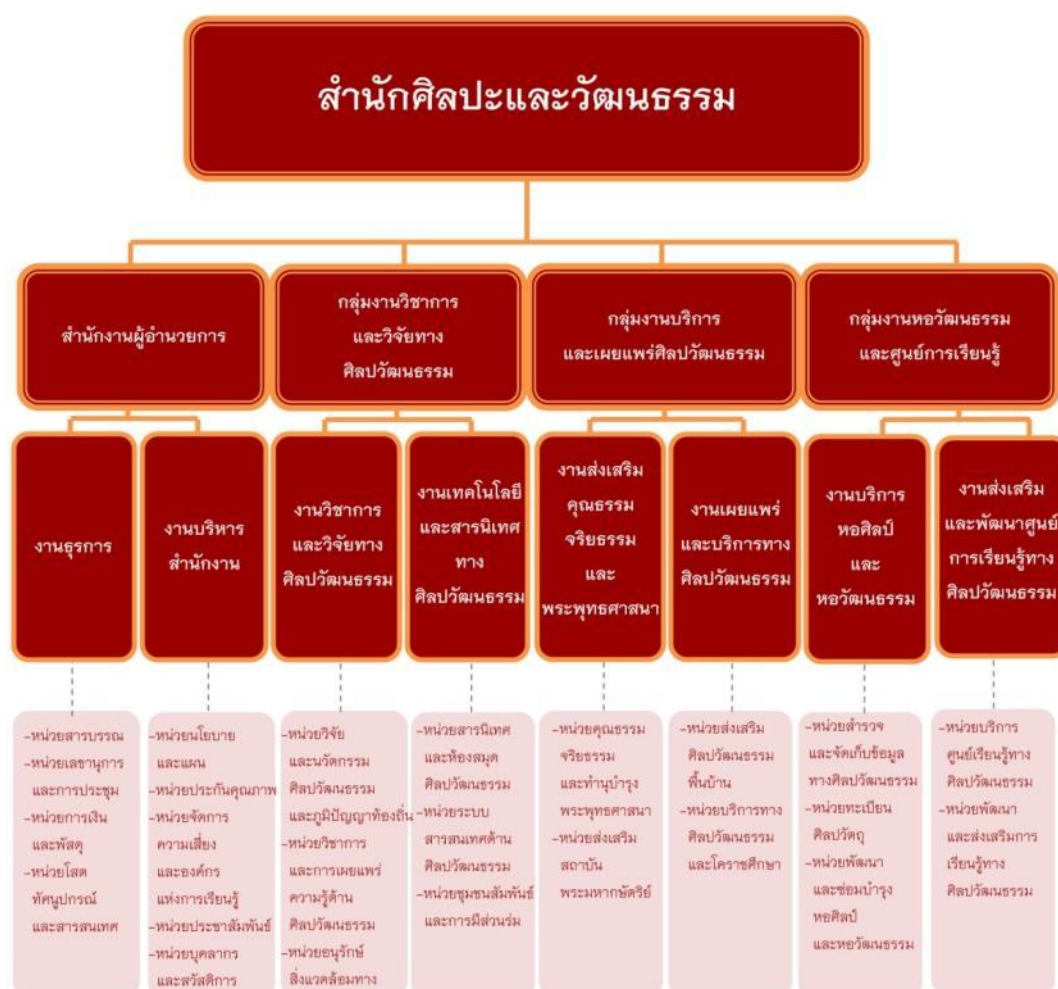 สำนักศิลปะและวัฒนธรรม
สำนักงานผู้อำนวยการ
กลุ่มงานวิชาการ
และวิจัยทาง
ศิลปวัฒนธรรม
กลุ่มงานบริการ
และเผยแพร่ศิลปวัฒนธรรม
กลุ่มงานหอวัฒนธรรม
และศูนย์การเรียนรู้
งานธุรการ
งานบริหาร
สำนักงาน
งานวิชาการ
และวิจัยทาง
ศิลปวัฒนธรรม
งานเทคโนโลยี
และสารนิเทศ
ทาง
ศิลปวัฒนธรรม
งานส่งเสริม
คุณธรรม
จริยธรรม
และ
พระพุทธศาสนา
งานเผยแพร่
และบริการทาง
ศิลปวัฒนธรรม
งานบริการ
หอศิลป์
และ
หอวัฒนธรรม
งานส่งเสริม
และพัฒนาศูนย์
การเรียนรู้ทาง
ศิลปวัฒนธรรม
-หน่วยสารบรรณ
-หน่วยเลขานุการ
และการประชุม
-หน่วยการเงิน
และพัสดุ
-หน่วยโสต
ทัศนูปกรณ์
และสารสนเทศ
-หน่วยนโยบาย
และแผน
-หน่วยประกันคุณภาพ
-หน่วยจัดการ
ความเสี่ยง
และองค์กร
แห่งการเรียนรู้
-หน่วยประชาสัมพันธ์
-หน่วยบุคลากร
และสวัสดิการ
-หน่วยวิจัย
และนวัตกรรม
ศิลปวัฒนธรรม
และภูมิปัญญาท้องถิ่น
-หน่วยวิชาการ
และการเผยแพร่
ความรู้ด้าน
ศิลปวัฒนธรรม
-หน่วยอนุรักษ์
สิ่งแวดล้อมทาง
-หน่วยสารนิเทศ
และห้องสมุด
ศิลปวัฒนธรรม
-หน่วยระบบ
สารสนเทศด้าน
ศิลปวัฒนธรรม
-หน่วยชุมชนสัมพันธ์
และการมีส่วนร่ม
-หน่วยคุณธรรม
จริยธรรม
และทำนุบำรุง
พระพุทธศาสนา
-หน่วยส่งเสริม
สถาบัน
พระมหากษัตริย์
-หน่วยส่งเสริม
ศิลปวัฒนธรรม
พื้นบ้าน
-หน่วยบริการทาง
ศิลปวัฒนธรรม
และโคราชศึกษา
-หน่วยสำรวจ
และจัดเก็บข้อมูล
ทางศิลปวัฒนธรรม
-หน่วยทะเบียน
ศิลปวัตถุ
-หน่วยพัฒนา
และซ่อมบำรุง
หอศิลป์
และหอวัฒนธรรม
-หน่วยบริการ
ศูนย์เรียนรู้ทาง
ศิลปวัฒนธรรม
-หน่วยพัฒนา
และส่งเสริมการ
เรียนรู้ทาง
ศิลปวัฒนธรรม